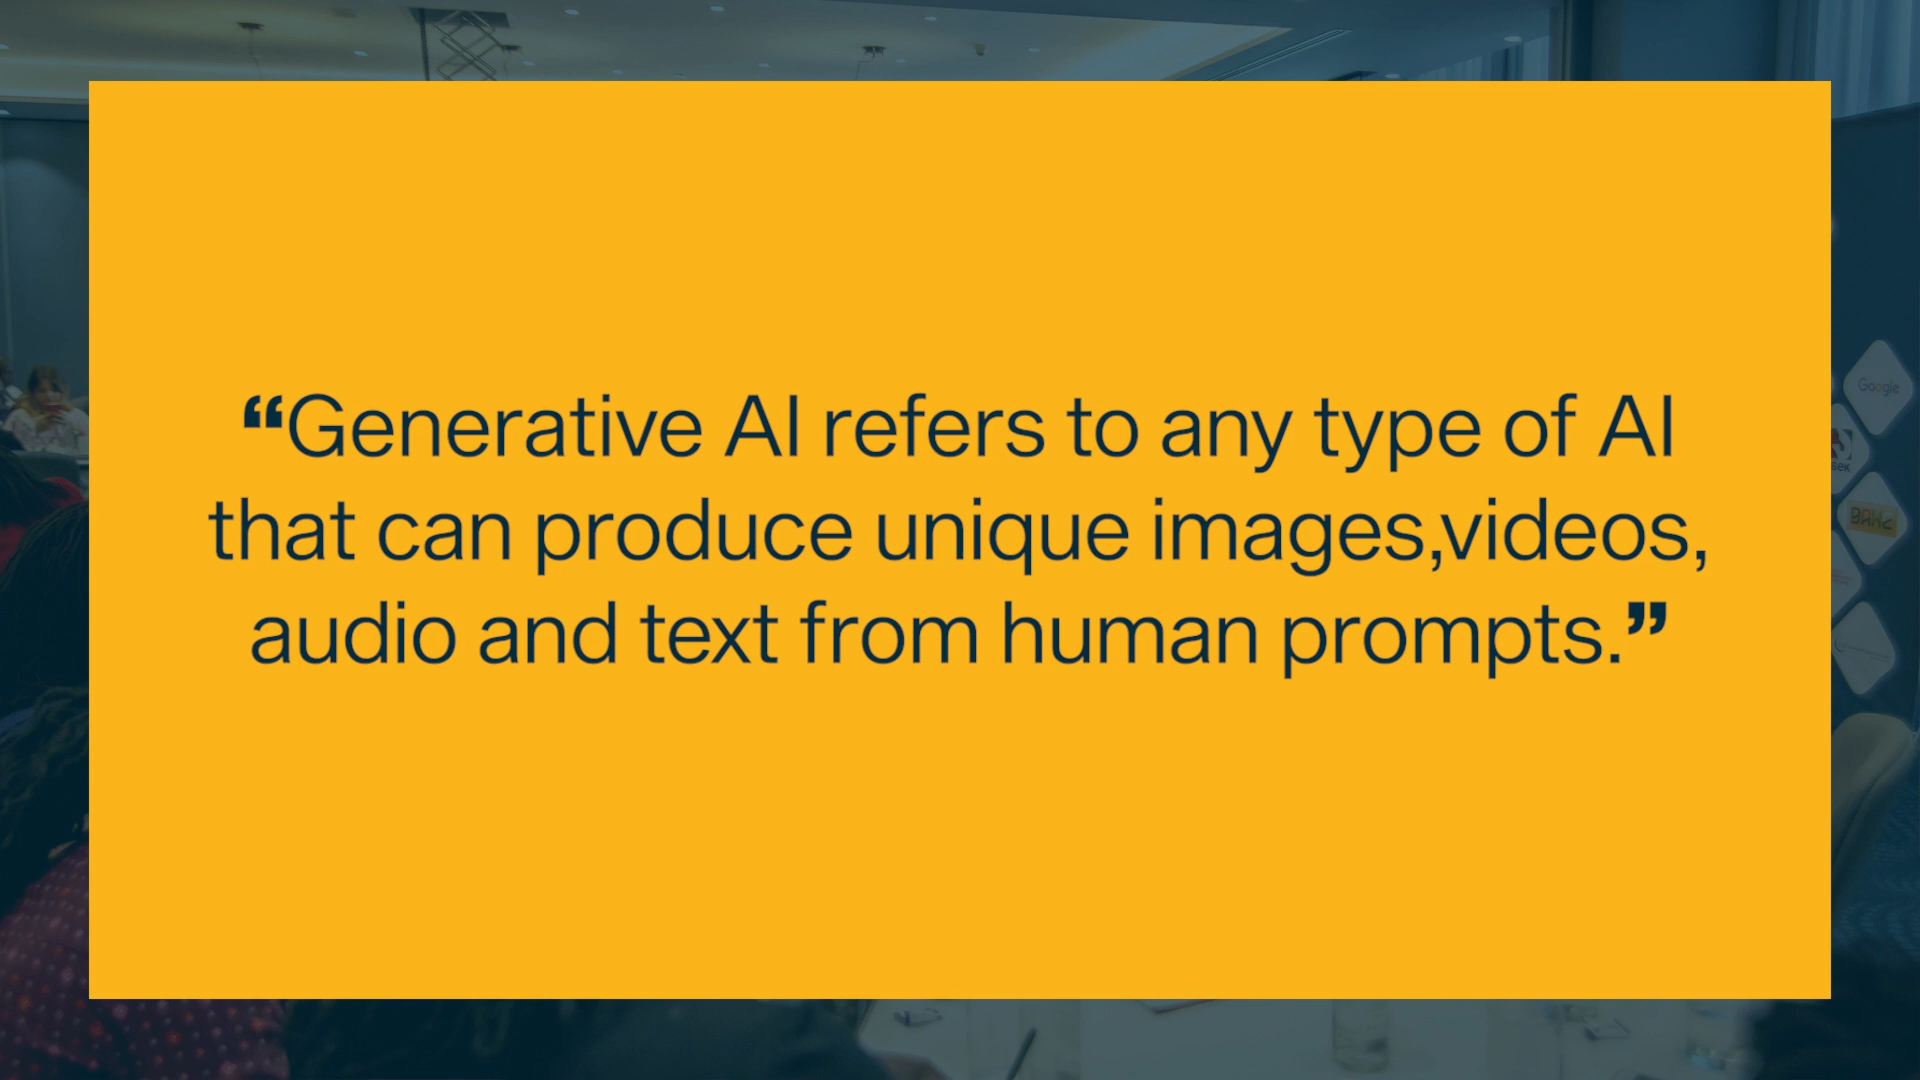 “Generative AI refers to any type of AI
that can produce unique images,videos,
audio and text from human prompts.”
Google